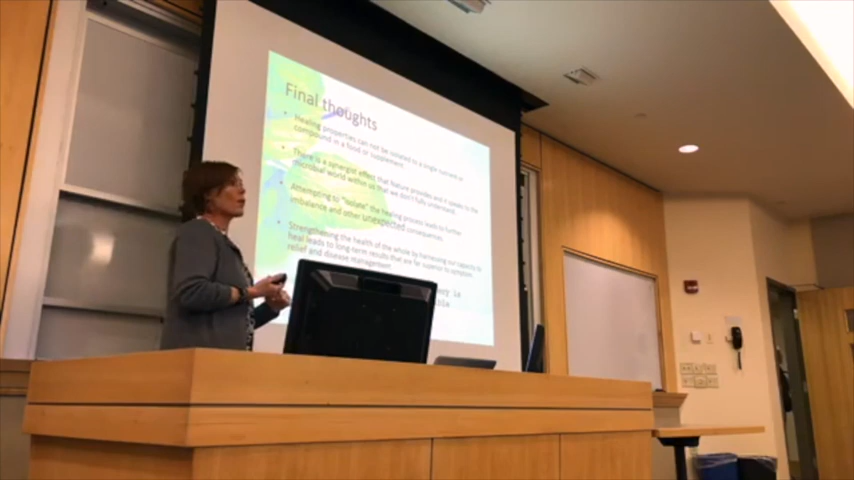 Final thoughts
• Healing properties can not be isolated to a single nutrient or
compound in a food or supplement.
• There is a synergist effect that nature provides and it speaks to the
microbial world within us that we don't fully understand.
• Attempting to "isolate" the healing process leads to further
imbalance and other unexpected consequences.
• Strengthening the health of the whole by harnessing our capacity to
heal leads to long-term results that are far superior to symptom
relief and disease management